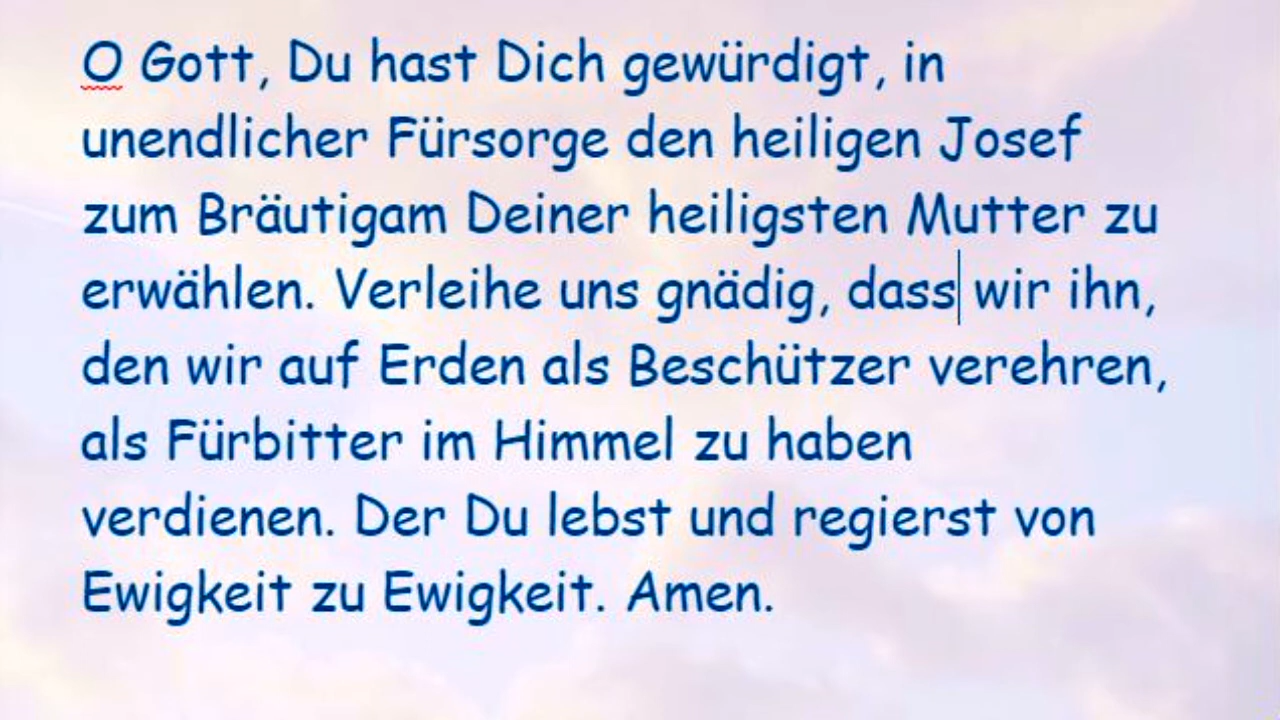 O Gott, Du hast Dich gewürdigt, in
unendlicher Fürsorge den heiligen Josef
zum Bräutigam Deiner heiligsten Mutter zu
erwählen. Verleihe uns gnädig, dass wir ihn,
den wir auf Erden als Beschützer verehren,
als Fürbitter im Himmel zu haben
verdienen. Der Du lebst und regierst von
Ewigkeit zu Ewigkeit. Amen.